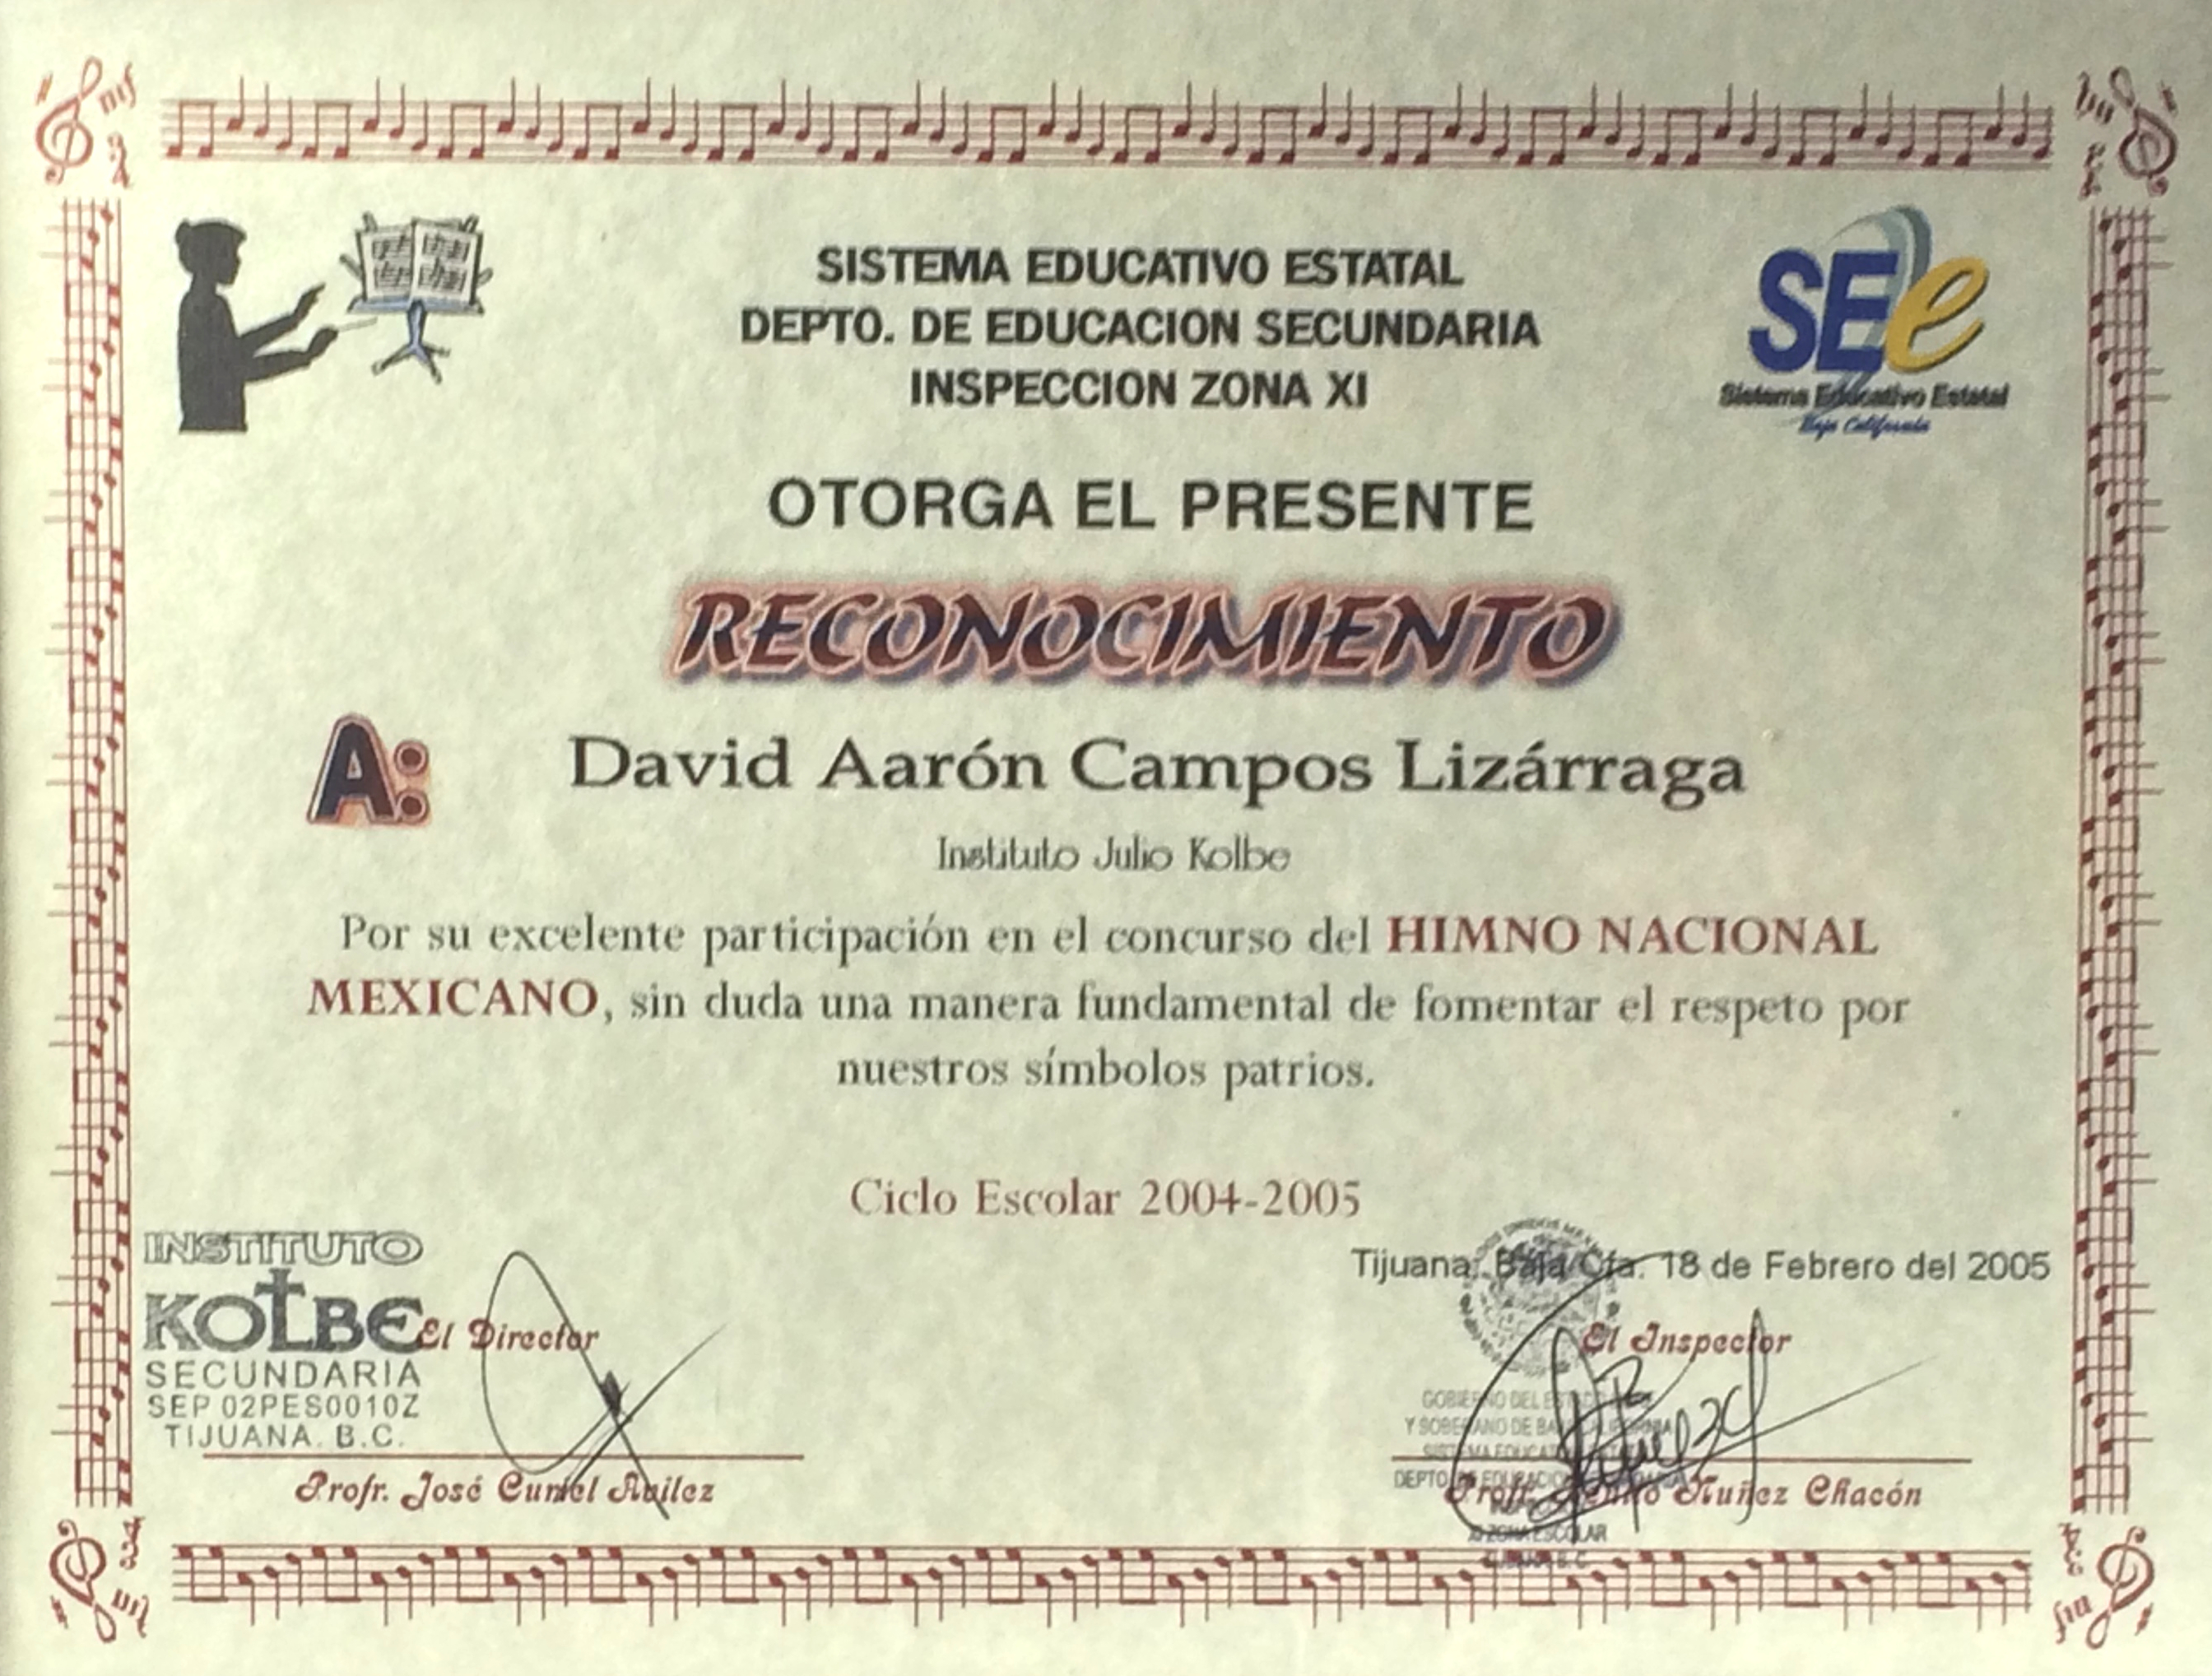 SISTEMA EDUCATIVO ESTATAL
DEPTO. DE EDUCACION SECUNDARIA
INSPECCION ZONA XI
SEe
Sistema Educativo Estatal
Baja California
OTORGA EL PRESENTE
RECONOCIMIENTO
A: David Aarón Campos Lizárraga
Instituto Julio Kolbe
Por su excelente participación en el concurso del HIMNO NACIONAL
MEXICANO, sin duda una manera fundamental de fomentar el respeto por
nuestros símbolos patrios.
Ciclo Escolar 2004-2005
Tijuana, Baja Cfa. 18 de Febrero del 2005
INSTITUTO
KOLBE
SECUNDARIA
SEP 02PES0010Z
TIJUANA. B.C.
El Director
Profr. José Curiel Avilez
El Inspector
GOBIERNO DEL ESTADO
Y SOBERANO DE BAJA CALIFORNIA
SISTEMA EDUCATIVO
DEPTO. DE EDUCACION
XI ZONA ESCOLAR
Profr. Nuñez Chacón